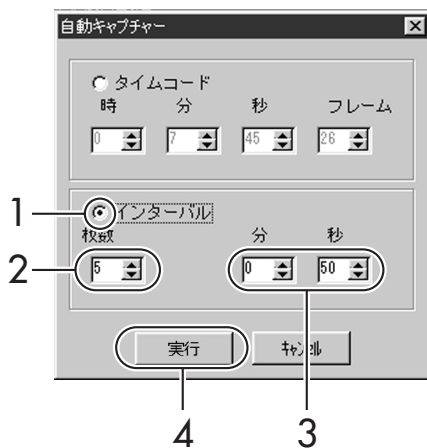 自動キャプチャー
タイムコード
時 分 秒 フレーム
0 7 45 26
1 インターバル
枚数 分 秒
2 5 0 50
実行 キャンセル
4 3